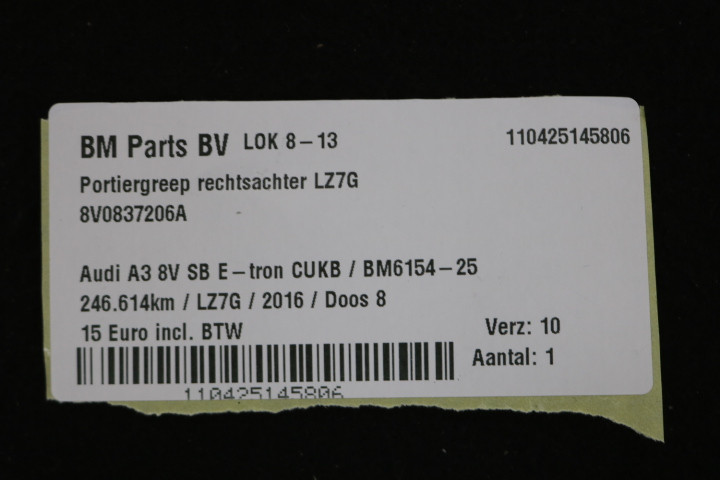 BM Parts BV LOK 8-13 110425145806
Portiergreep rechtsachter LZ7G
8V0837206A
Audi A3 8V SB E-tron CUKB / BM6154-25
246.614km / LZ7G / 2016 / Doos 8
15 Euro incl. BTW Verz: 10
Aantal: 1
110425145806